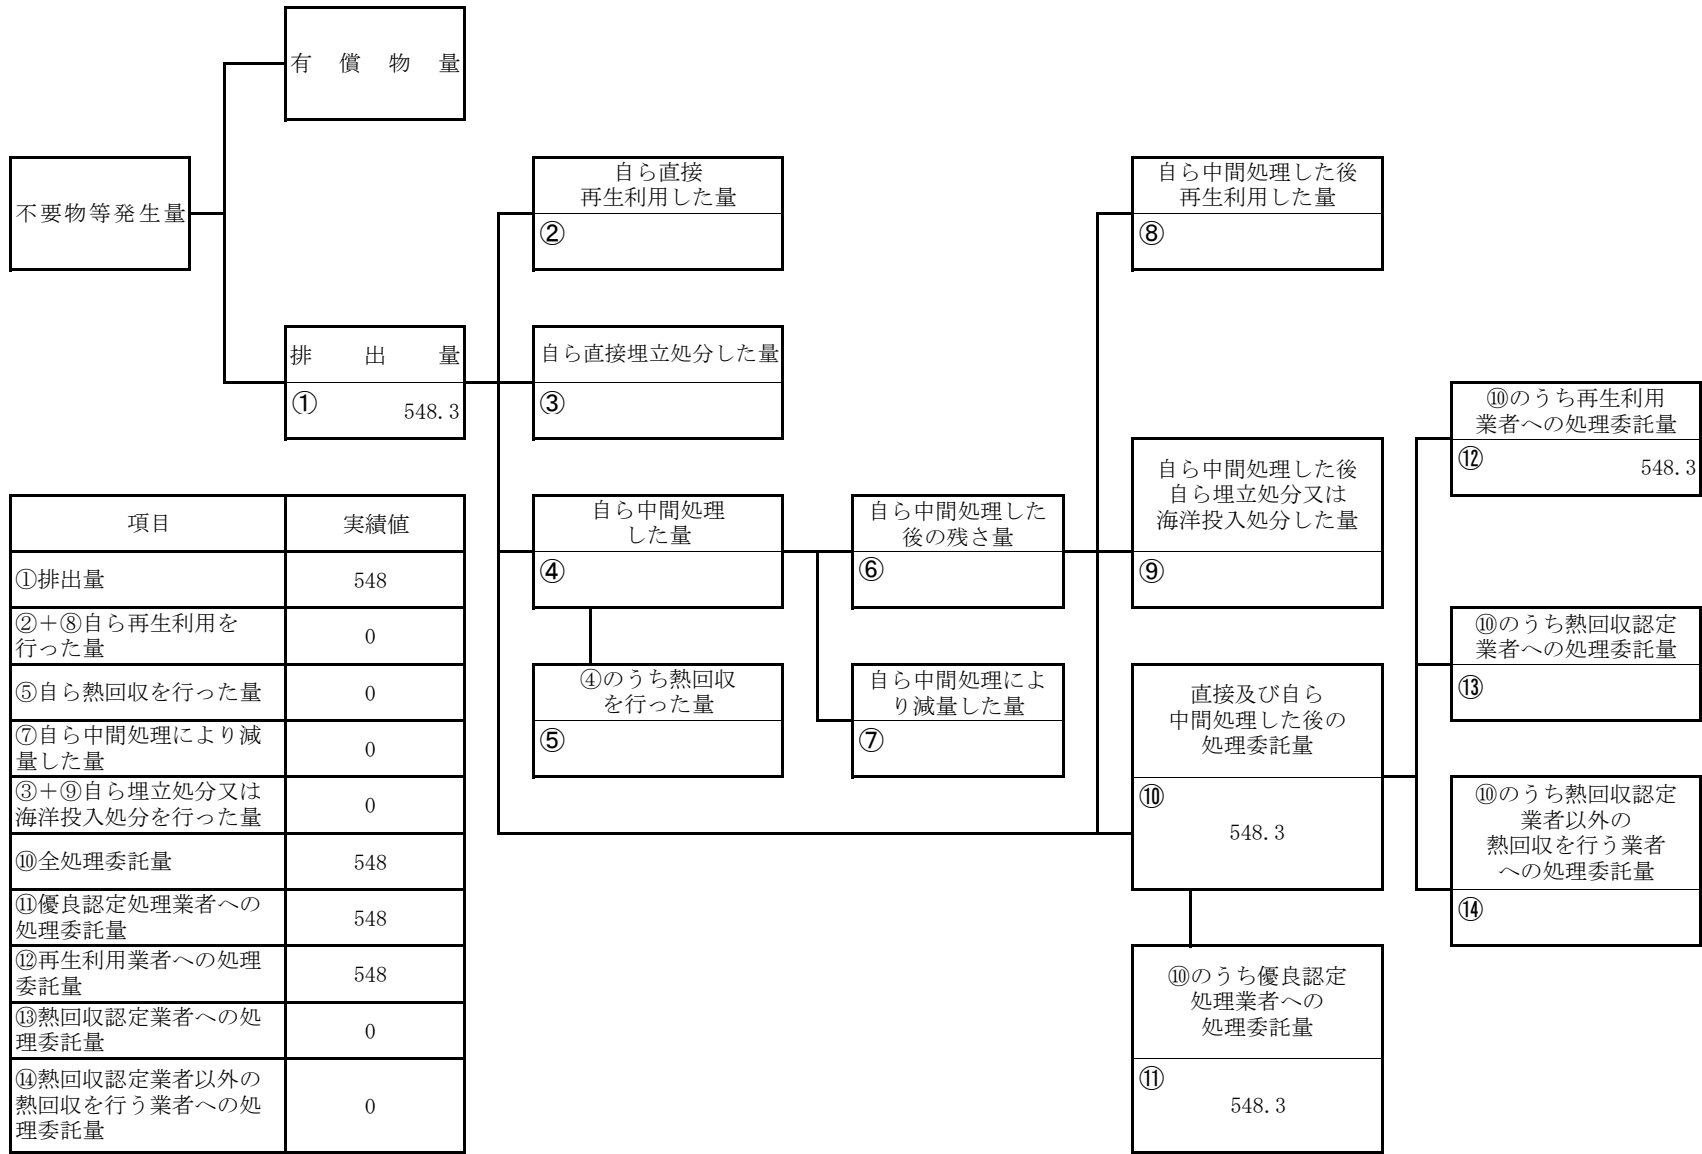 有償物量
不要物等発生量
排出量
① 548.3
自ら直接
再生利用した量
②
自ら直接埋立処分した量
③
自ら中間処理
した量
④
④のうち熱回収
を行った量
⑤
自ら中間処理した
後の残さ量
⑥
自ら中間処理によ
り減量した量
⑦
自ら中間処理した後
再生利用した量
⑧
自ら中間処理した後
自ら埋立処分又は
海洋投入処分した量
⑨
直接及び自ら
中間処理した後の
処理委託量
⑩
548.3
⑩のうち優良認定
処理業者への
処理委託量
⑪
548.3
⑩のうち再生利用
業者への処理委託量
⑫ 548.3
⑩のうち熱回収認定
業者への処理委託量
⑬
⑩のうち熱回収認定
業者以外の
熱回収を行う業者
への処理委託量
⑭
項目 実績値
①排出量 548
②＋⑧自ら再生利用を
行った量 0
⑤自ら熱回収を行った量 0
⑦自ら中間処理により減
量した量 0
③＋⑨自ら埋立処分又は
海洋投入処分を行った量 0
⑩全処理委託量 548
⑪優良認定処理業者への
処理委託量 548
⑫再生利用業者への処理
委託量 548
⑬熱回収認定業者への処
理委託量 0
⑭熱回収認定業者以外の
熱回収を行う業者への処
理委託量 0